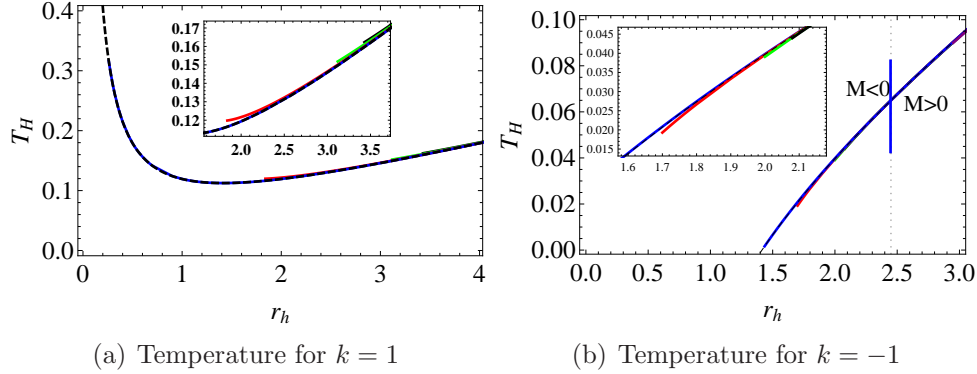 0.4
0.3
0.2
0.1
0.0
T_H
0.17
0.16
0.15
0.14
0.13
0.12
2.0 2.5 3.0 3.5
0 1 2 3 4
r_h
(a) Temperature for k = 1
0.10
0.08
0.06
0.04
0.02
0.00
T_H
0.045
0.040
0.035
0.030
0.025
0.020
0.015
1.6 1.7 1.8 1.9 2.0 2.1
M<0
M>0
0.0 0.5 1.0 1.5 2.0 2.5 3.0
r_h
(b) Temperature for k = −1